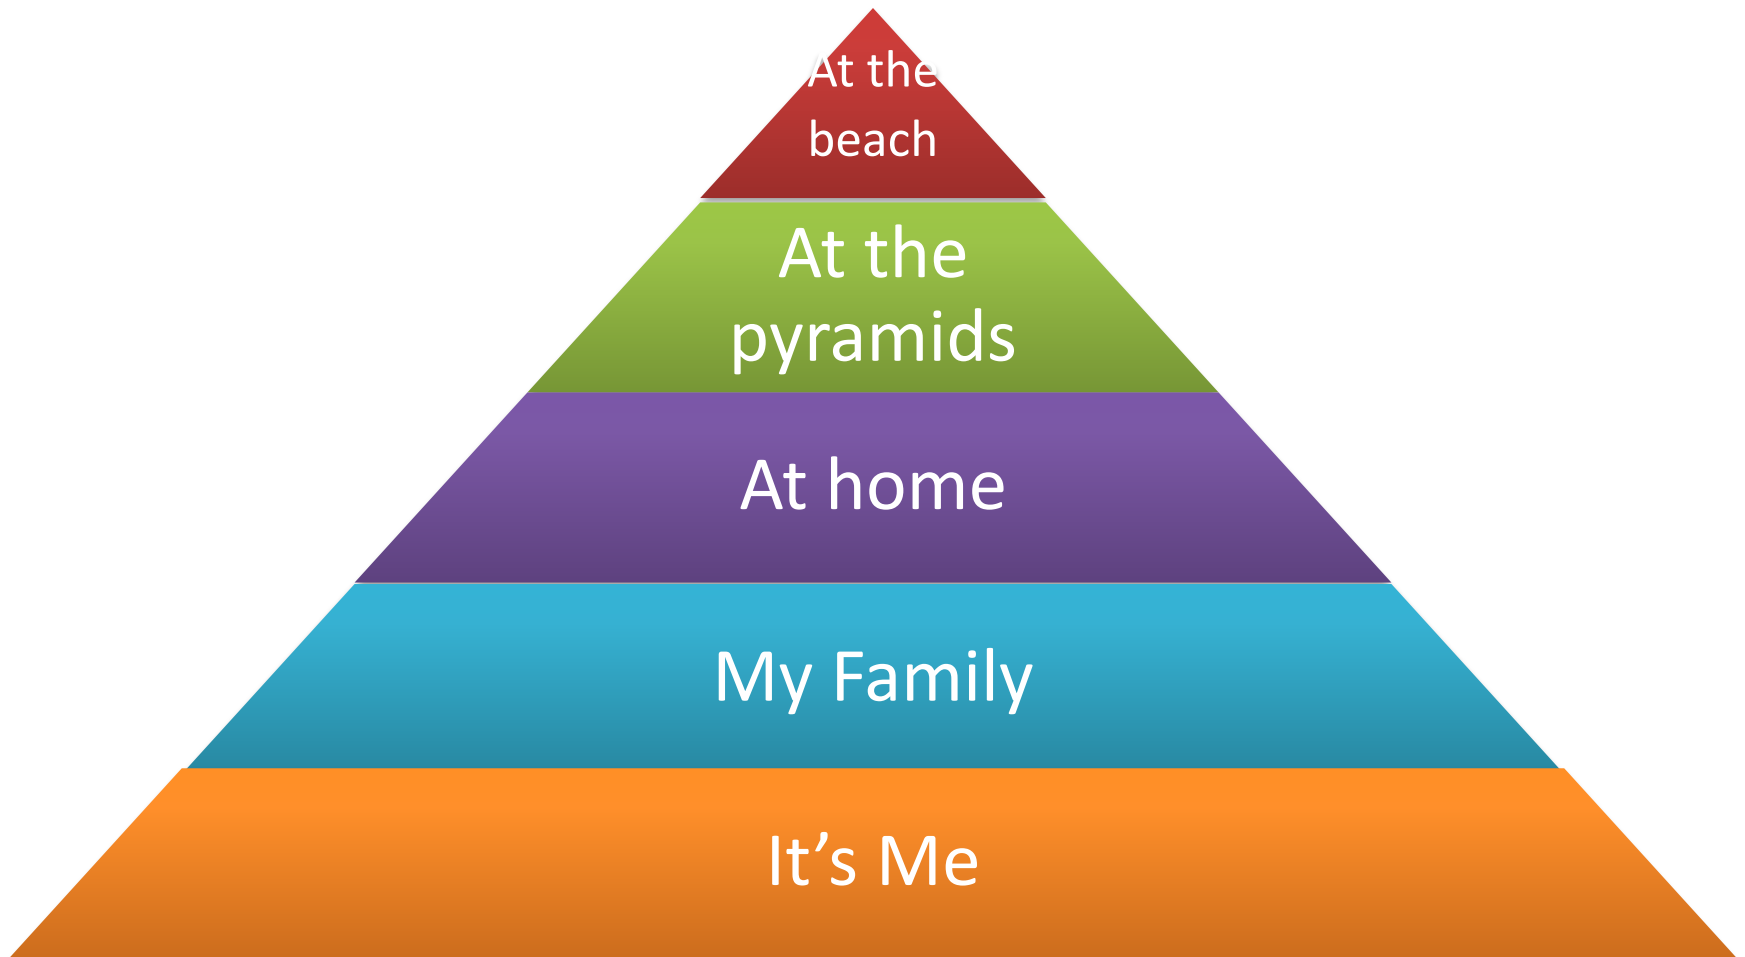 At the
beach
At the
pyramids
At home
My Family
It’s Me